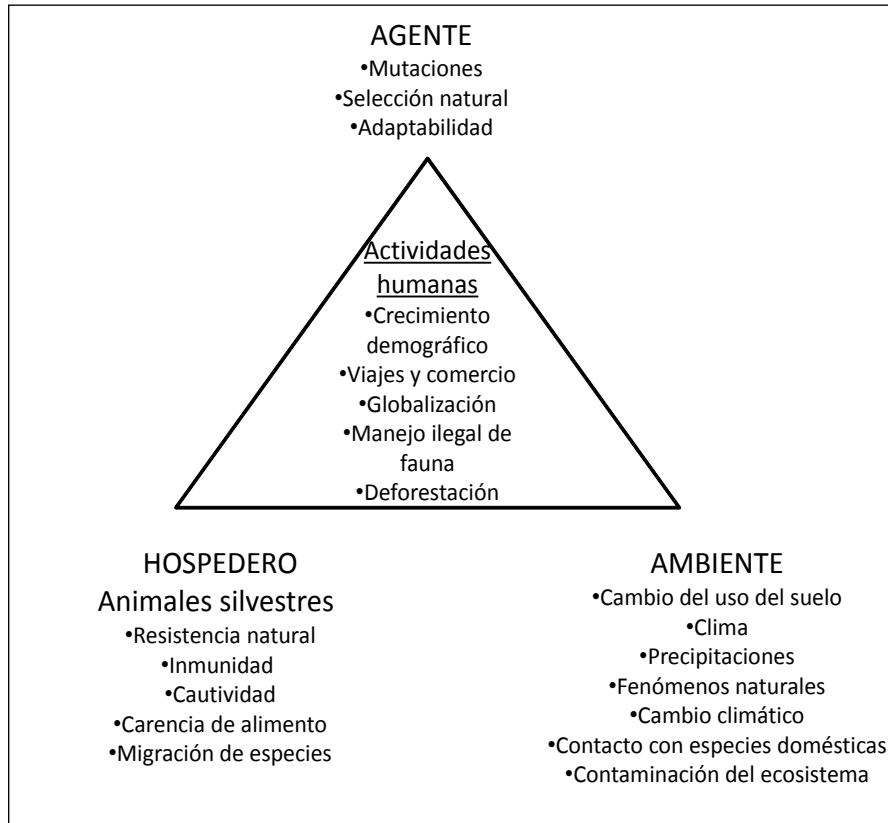 AGENTE
•Mutaciones
•Selección natural
•Adaptabilidad
Actividades
humanas
•Crecimiento
demográfico
•Viajes y comercio
•Globalización
•Manejo ilegal de
fauna
•Deforestación
HOSPEDERO
Animales silvestres
•Resistencia natural
•Inmunidad
•Cautividad
•Carencia de alimento
•Migración de especies
AMBIENTE
•Cambio del uso del suelo
•Clima
•Precipitaciones
•Fenómenos naturales
•Cambio climático
•Contacto con especies domésticas
•Contaminación del ecosistema